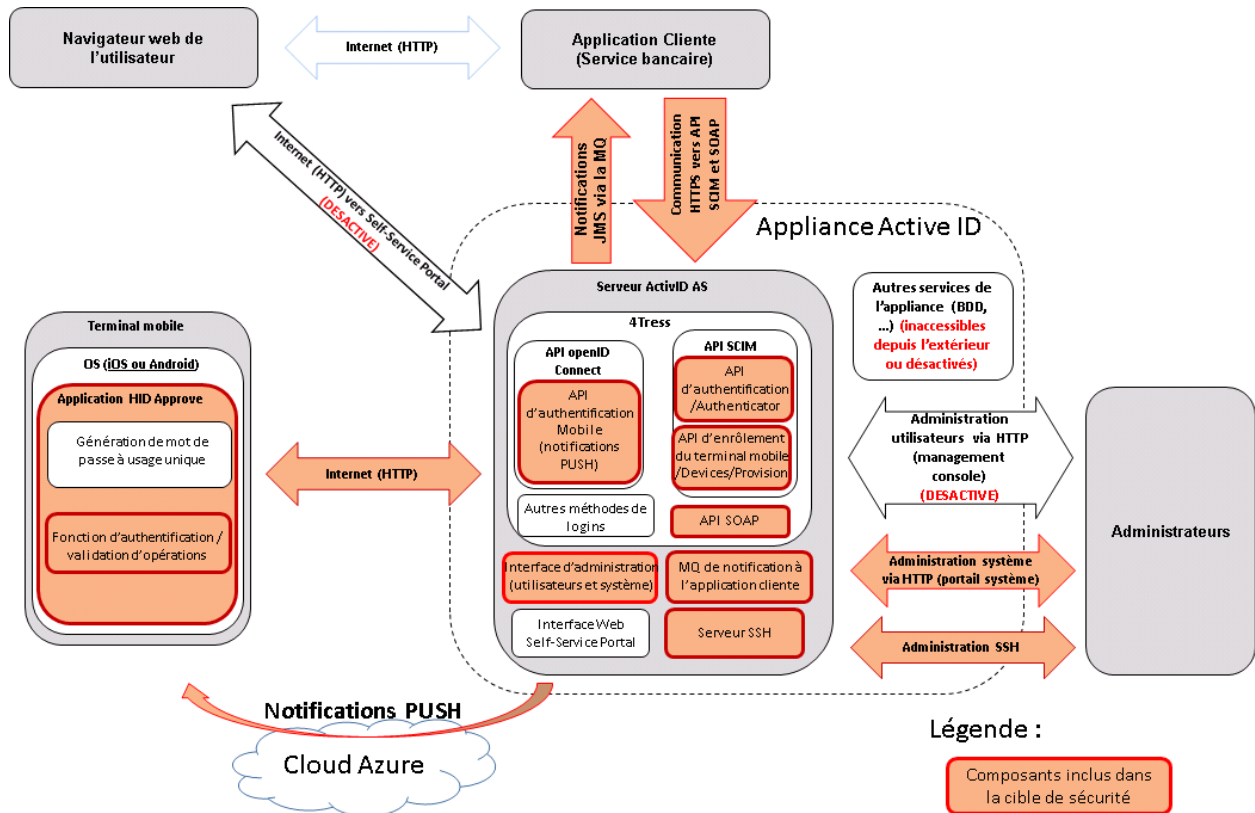 Navigateur web de
l'utilisateur
Internet (HTTP)
Application Cliente
(Service bancaire)
Internet (HTTP) vers Self-Service Portal
(DESACTIVE)
Notifications
JMS via la MQ
Communication
HTTPS vers API
SCIM et SOAP
Appliance Active ID
Serveur ActivID AS
4Tress
API openID
Connect
API
d'authentification
Mobile
(notifications
PUSH)
API SCIM
API
d'authentification
/Authenticator
API d'enrôlement
du terminal mobile
/Devices/Provision
Autres méthodes de
logins
API SOAP
Interface d'administration
(utilisateurs et système)
MQ de notification à
l'application cliente
Interface Web
Self-Service Portal
Serveur SSH
Autres services de
l'appliance (BDD,
...) (inaccessibles
depuis l'extérieur
ou désactivés)
Terminal mobile
OS (iOS ou Android)
Application HID Approve
Génération de mot de
passe à usage unique
Fonction d'authentification /
validation d'opérations
Internet (HTTP)
Administration
utilisateurs via HTTP
(management
console)
(DESACTIVE)
Administration système
via HTTP (portail système)
Administration SSH
Administrateurs
Notifications PUSH
Cloud Azure
Légende :
Composants inclus dans
la cible de sécurité